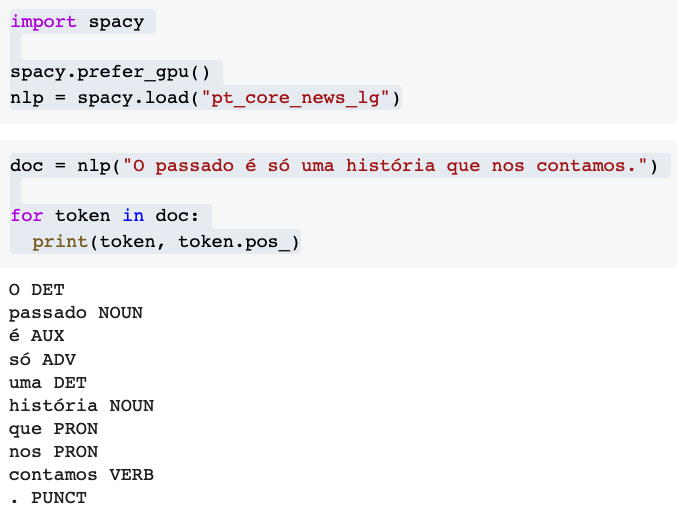 import spacy
spacy.prefer_gpu()
nlp = spacy.load("pt_core_news_lg")
doc = nlp("O passado é só uma história que nos contamos.")
for token in doc:
  print(token, token.pos_)
O DET
passado NOUN
é AUX
só ADV
uma DET
história NOUN
que PRON
nos PRON
contamos VERB
. PUNCT